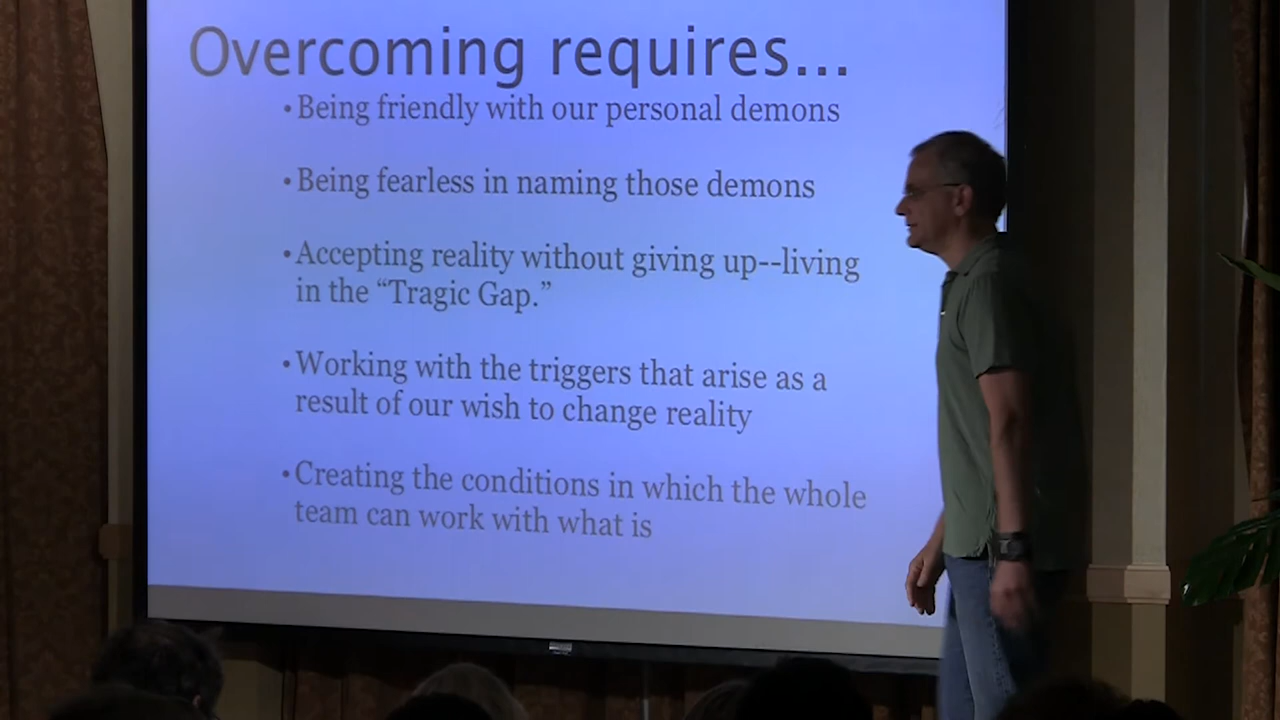 Overcoming requires...
•Being friendly with our personal demons
•Being fearless in naming those demons
•Accepting reality without giving up--living
in the “Tragic Gap.”
•Working with the triggers that arise as a
result of our wish to change reality
•Creating the conditions in which the whole
team can work with what is